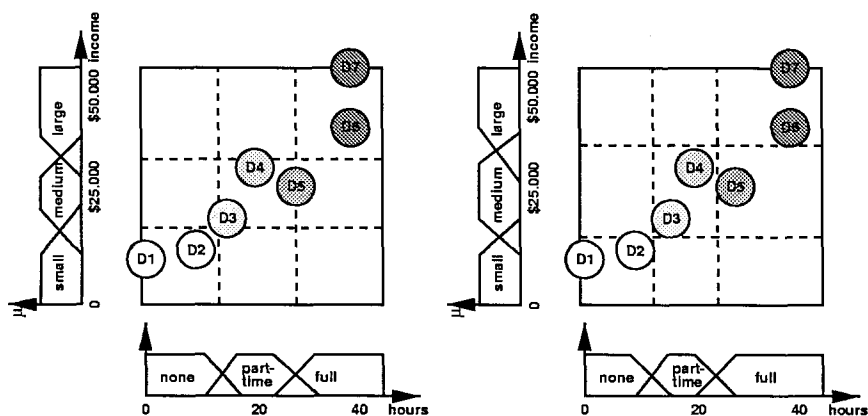 income
$50.000
large
medium
$25.000
small
0
μ
D7
D6
D4
D5
D3
D2
D1
none
part-
time
full
0
20
40
hours
income
$50.000
large
medium
$25.000
small
0
μ
D7
D6
D4
D5
D3
D2
D1
none
part-
time
full
0
20
40
hours